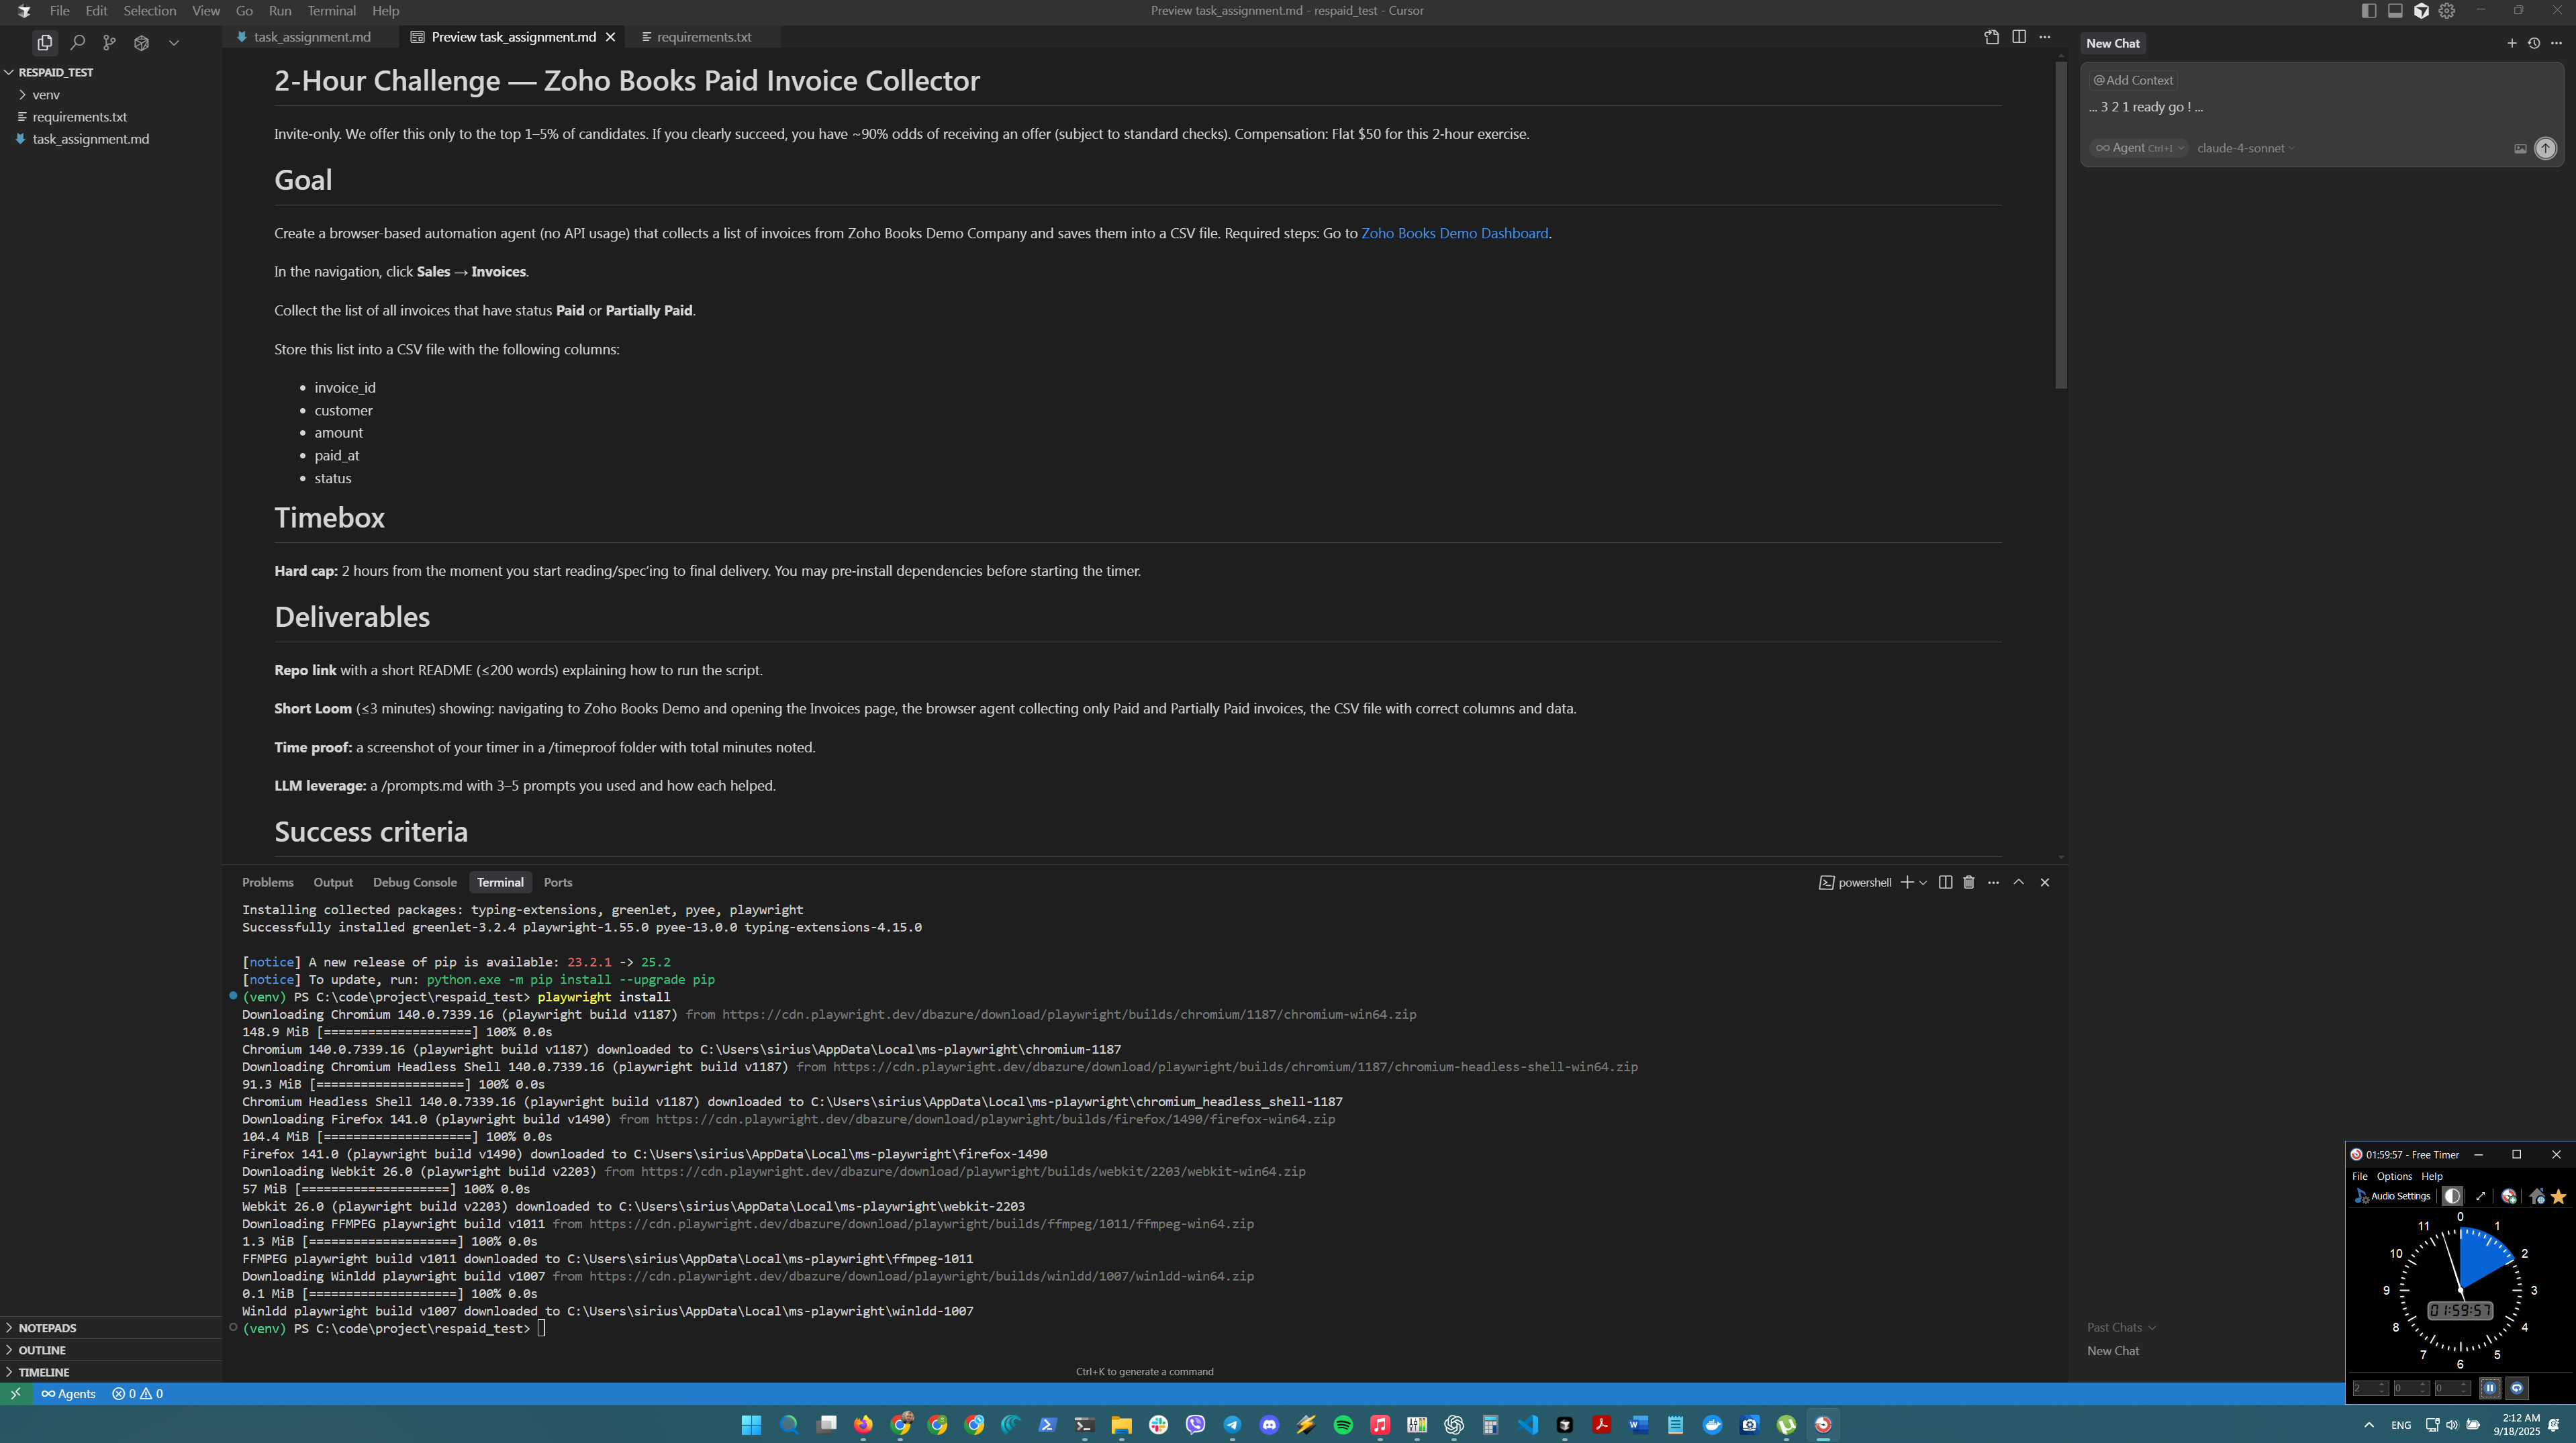 File Edit Selection View Go Run Terminal Help
Preview task_assignment.md - respaid_test - Cursor
RESPAID_TEST
venv
requirements.txt
task_assignment.md
task_assignment.md
Preview task_assignment.md
requirements.txt
2-Hour Challenge — Zoho Books Paid Invoice Collector
Invite-only. We offer this only to the top 1–5% of candidates. If you clearly succeed, you have ~90% odds of receiving an offer (subject to standard checks). Compensation: Flat $50 for this 2-hour exercise.
Goal
Create a browser-based automation agent (no API usage) that collects a list of invoices from Zoho Books Demo Company and saves them into a CSV file. Required steps: Go to Zoho Books Demo Dashboard.
In the navigation, click Sales → Invoices.
Collect the list of all invoices that have status Paid or Partially Paid.
Store this list into a CSV file with the following columns:
• invoice_id
• customer
• amount
• paid_at
• status
Timebox
Hard cap: 2 hours from the moment you start reading/spec’ing to final delivery. You may pre-install dependencies before starting the timer.
Deliverables
Repo link with a short README (≤200 words) explaining how to run the script.
Short Loom (≤3 minutes) showing: navigating to Zoho Books Demo and opening the Invoices page, the browser agent collecting only Paid and Partially Paid invoices, the CSV file with correct columns and data.
Time proof: a screenshot of your timer in a /timeproof folder with total minutes noted.
LLM leverage: a /prompts.md with 3–5 prompts you used and how each helped.
Success criteria
Problems Output Debug Console Terminal Ports
powershell
Installing collected packages: typing-extensions, greenlet, pyee, playwright
Successfully installed greenlet-3.2.4 playwright-1.55.0 pyee-13.0.0 typing-extensions-4.15.0
[notice] A new release of pip is available: 23.2.1 -> 25.2
[notice] To update, run: python.exe -m pip install --upgrade pip
(venv) PS C:\code\project\respaid_test> playwright install
Downloading Chromium 140.0.7339.16 (playwright build v1187) from https://cdn.playwright.dev/dbazure/download/playwright/builds/chromium/1187/chromium-win64.zip
148.9 MiB [====================] 100% 0.0s
Chromium 140.0.7339.16 (playwright build v1187) downloaded to C:\Users\sirius\AppData\Local\ms-playwright\chromium-1187
Downloading Chromium Headless Shell 140.0.7339.16 (playwright build v1187) from https://cdn.playwright.dev/dbazure/download/playwright/builds/chromium/1187/chromium-headless-shell-win64.zip
91.3 MiB [====================] 100% 0.0s
Chromium Headless Shell 140.0.7339.16 (playwright build v1187) downloaded to C:\Users\sirius\AppData\Local\ms-playwright\chromium_headless_shell-1187
Downloading Firefox 141.0 (playwright build v1490) from https://cdn.playwright.dev/dbazure/download/playwright/builds/firefox/1490/firefox-win64.zip
104.4 MiB [====================] 100% 0.0s
Firefox 141.0 (playwright build v1490) downloaded to C:\Users\sirius\AppData\Local\ms-playwright\firefox-1490
Downloading Webkit 26.0 (playwright build v2203) from https://cdn.playwright.dev/dbazure/download/playwright/builds/webkit/2203/webkit-win64.zip
57 MiB [====================] 100% 0.0s
Webkit 26.0 (playwright build v2203) downloaded to C:\Users\sirius\AppData\Local\ms-playwright\webkit-2203
Downloading FFMPEG playwright build v1011 from https://cdn.playwright.dev/dbazure/download/playwright/builds/ffmpeg/1011/ffmpeg-win64.zip
1.3 MiB [====================] 100% 0.0s
FFMPEG playwright build v1011 downloaded to C:\Users\sirius\AppData\Local\ms-playwright\ffmpeg-1011
Downloading Winldd playwright build v1007 from https://cdn.playwright.dev/dbazure/download/playwright/builds/winldd/1007/winldd-win64.zip
0.1 MiB [====================] 100% 0.0s
Winldd playwright build v1007 downloaded to C:\Users\sirius\AppData\Local\ms-playwright\winldd-1007
(venv) PS C:\code\project\respaid_test>
Ctrl+K to generate a command
New Chat
@Add Context
... 3 2 1 ready go ! ...
Agent Ctrl+I claude-4-sonnet
Past Chats
New Chat
NOTEPADS
OUTLINE
TIMELINE
Agents 0 0
01:59:57 - Free Timer
File Options Help
Audio Settings
0
11 1
10 2
9 3
01:59:57
8 4
7 5
6
2 0 0
ENG
2:12 AM
9/18/2025